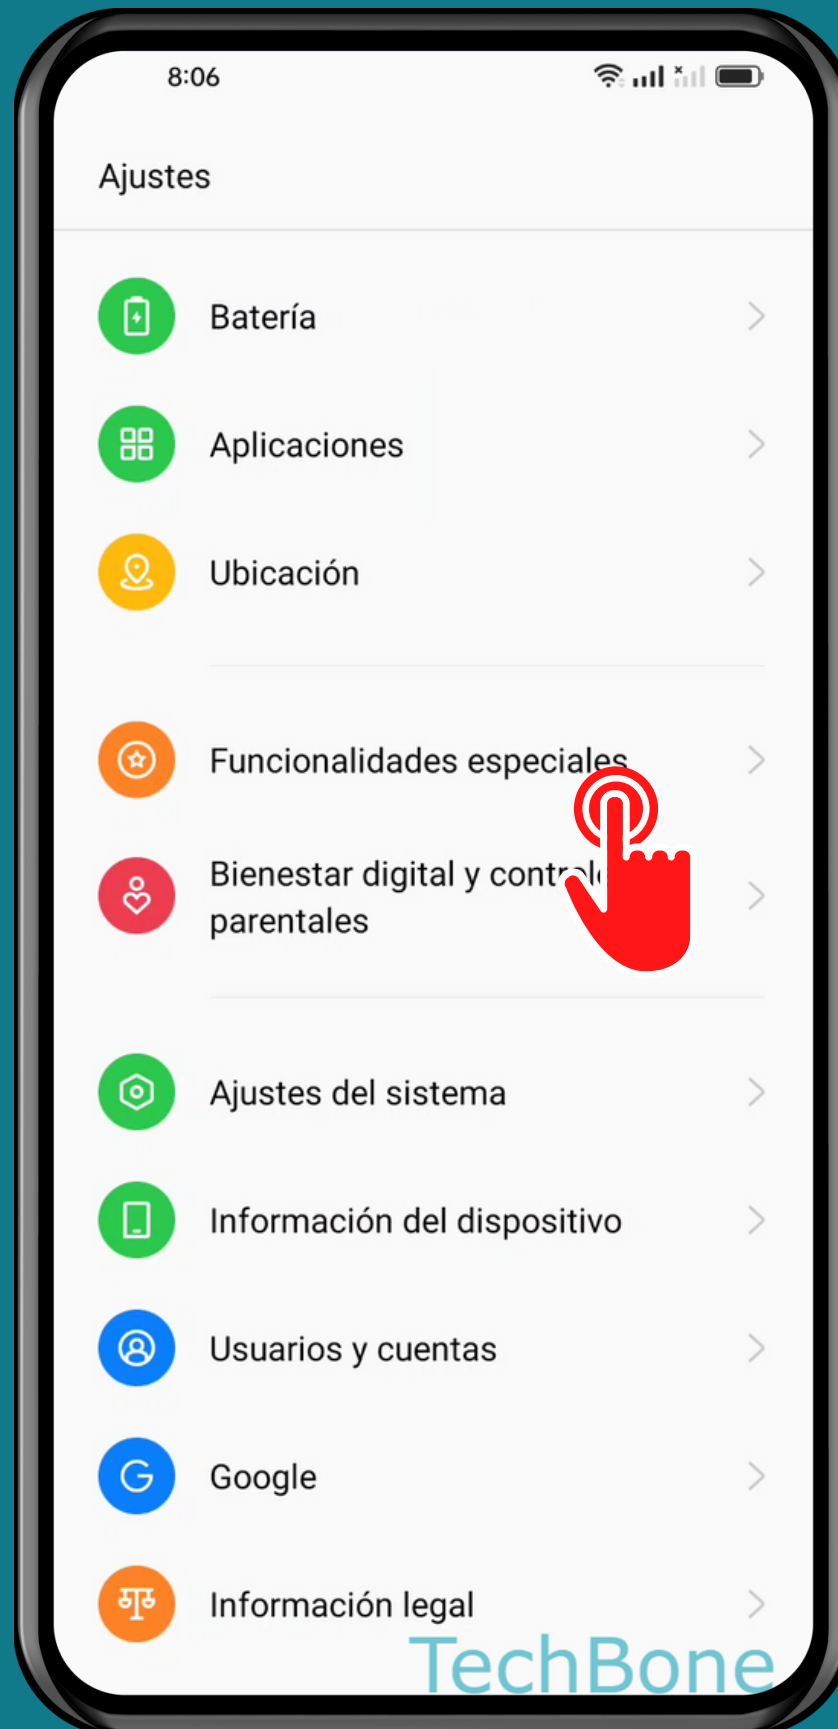 8:06
Ajustes
Batería
Aplicaciones
Ubicación
Funcionalidades especiales
Bienestar digital y
parentales
Ajustes del sistema
Información del dispositivo
Usuarios y cuentas
Google
Información legal
TechBone